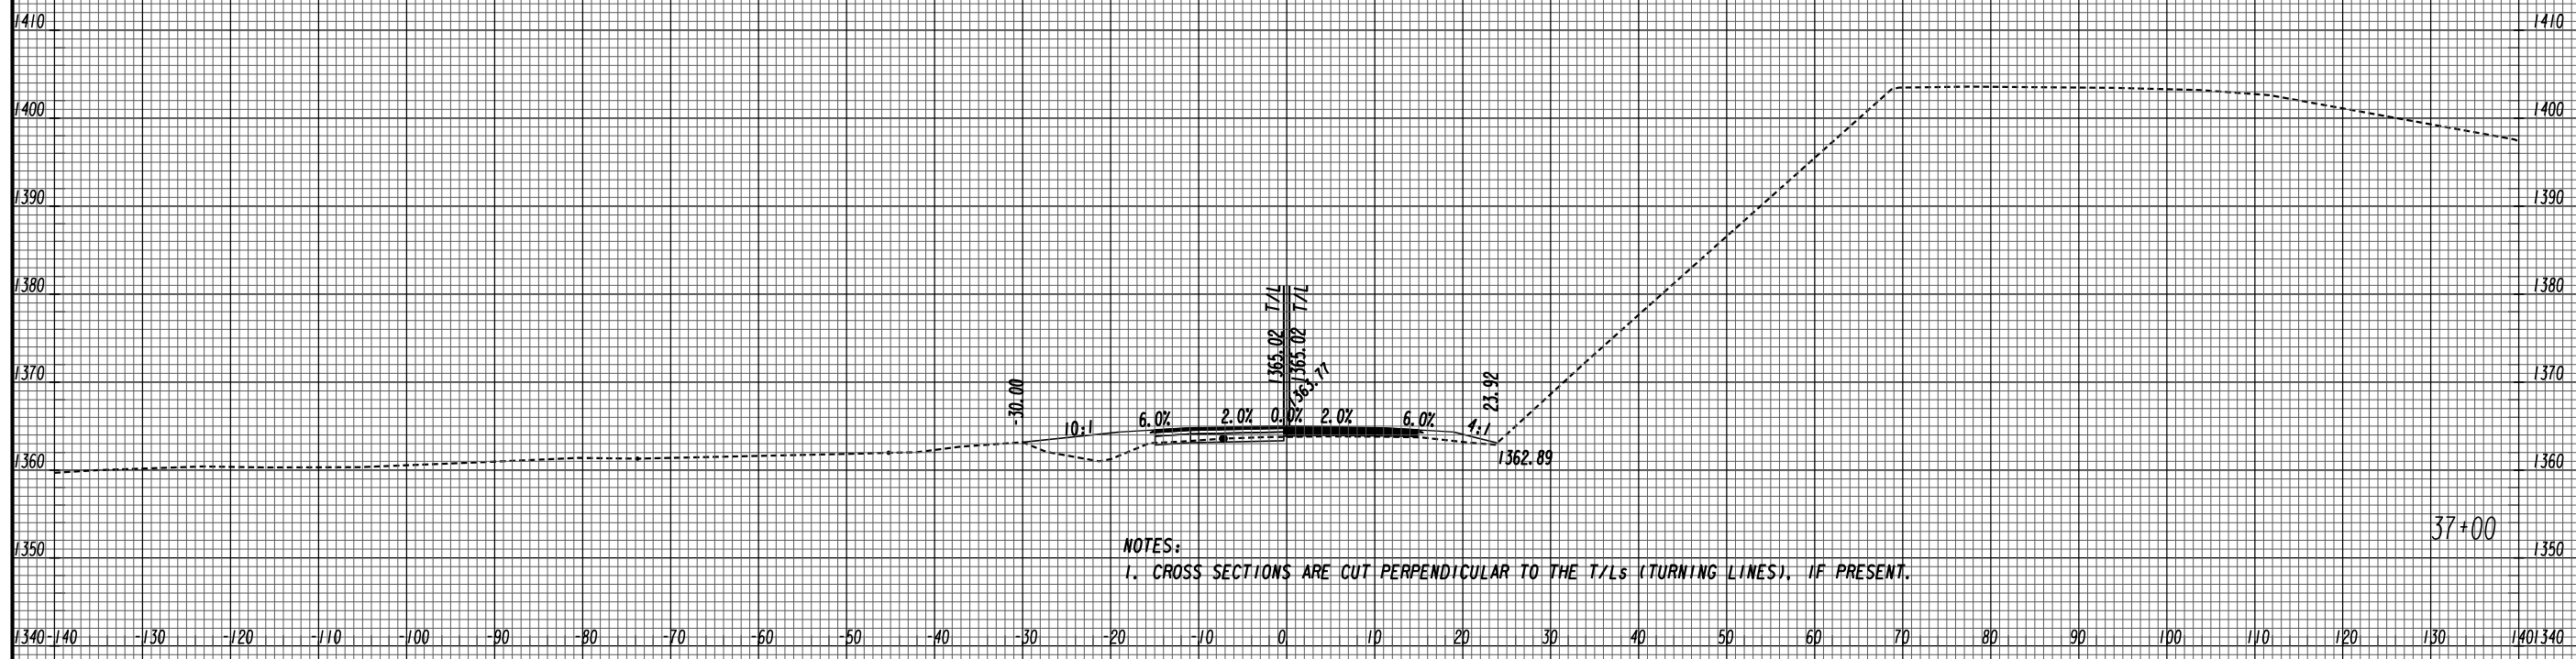 1410 1410
1400 1400
1390 1390
1380 1380
T/L T/L
1365.02 1365.02
1363.77
1370 1370
-30.00 23.92
10:1 6.0% 2.0% 0.0% 2.0% 6.0% 4:1
1360 1362.89
1360
37+00
1350 1350
NOTES:
1. CROSS SECTIONS ARE CUT PERPENDICULAR TO THE T/Ls (TURNING LINES), IF PRESENT.
1340 -140 -130 -120 -110 -100 -90 -80 -70 -60 -50 -40 -30 -20 -10 0 10 20 30 40 50 60 70 80 90 100 110 120 130 140 1340